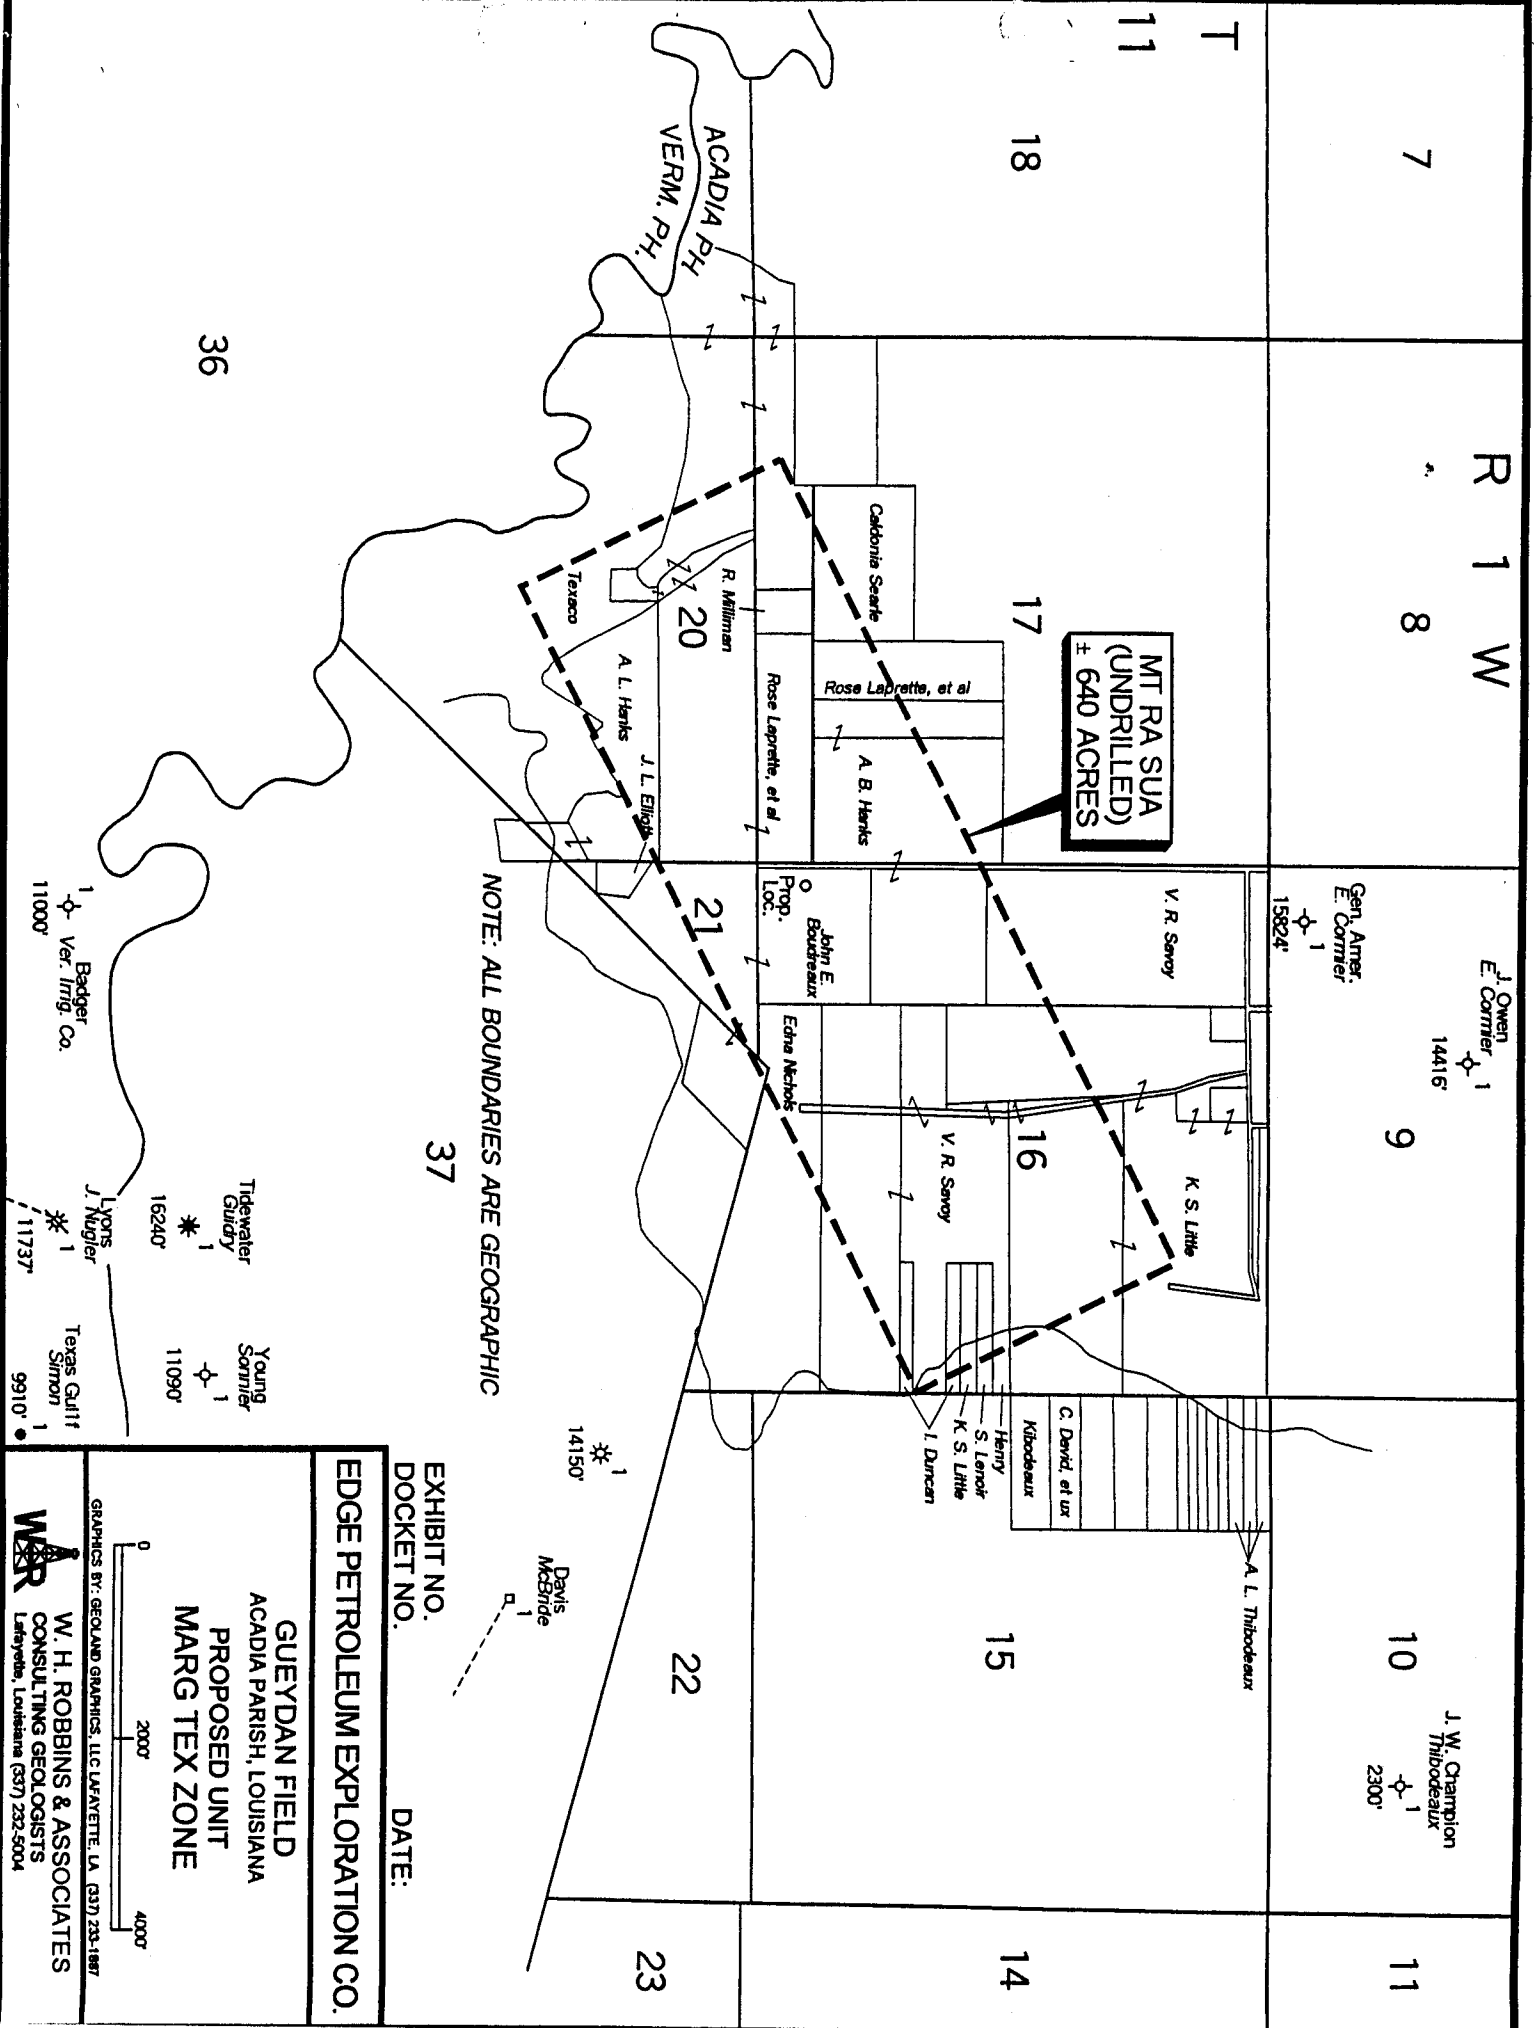 R 1 W
T
11
7
8
9
10
11
J. Owen
E. Cormier
1
14416'
J. W. Champion
Thibodeaux
1
2300'
Gen. Amer.
E. Cormier
1
15824'
18
17
16
15
14
MT RA SUA
(UNDRILLED)
± 640 ACRES
V. R. Savoy
K. S. Little
A. L. Thibodeaux
C. David, et ux
Kibodeaux
Henry
S. Lenoir
K. S. Little
I. Duncan
Caldonia Searle
Rose Laprette, et al
A. B. Hanks
V. R. Savoy
John E.
Boudreaux
Prop.
Loc.
Edna Nichols
Rose Laprette, et al
R. Milliman
ACADIA PH.
VERM. PH.
20
21
22
23
A. L. Hanks
J. L. Elliott
Texaco
NOTE: ALL BOUNDARIES ARE GEOGRAPHIC
36
37
1
14150'
Davis
McBride
1
Tidewater
Guidry
1
16240'
Young
Sonnier
1
11090'
Badger
Ver. Irrig. Co.
1
11000'
Lyons
J. Nugler
1
11737'
Texas Gulf
Simon
1
9910'
EXHIBIT NO.
DOCKET NO.
DATE:
EDGE PETROLEUM EXPLORATION CO.
GUEYDAN FIELD
ACADIA PARISH, LOUISIANA
PROPOSED UNIT
MARG TEX ZONE
0 2000' 4000'
GRAPHICS BY: GEOLAND GRAPHICS, LLC LAFAYETTE, LA (337) 233-1887
WHR
W. H. ROBBINS & ASSOCIATES
CONSULTING GEOLOGISTS
Lafayette, Louisiana (337) 232-5004